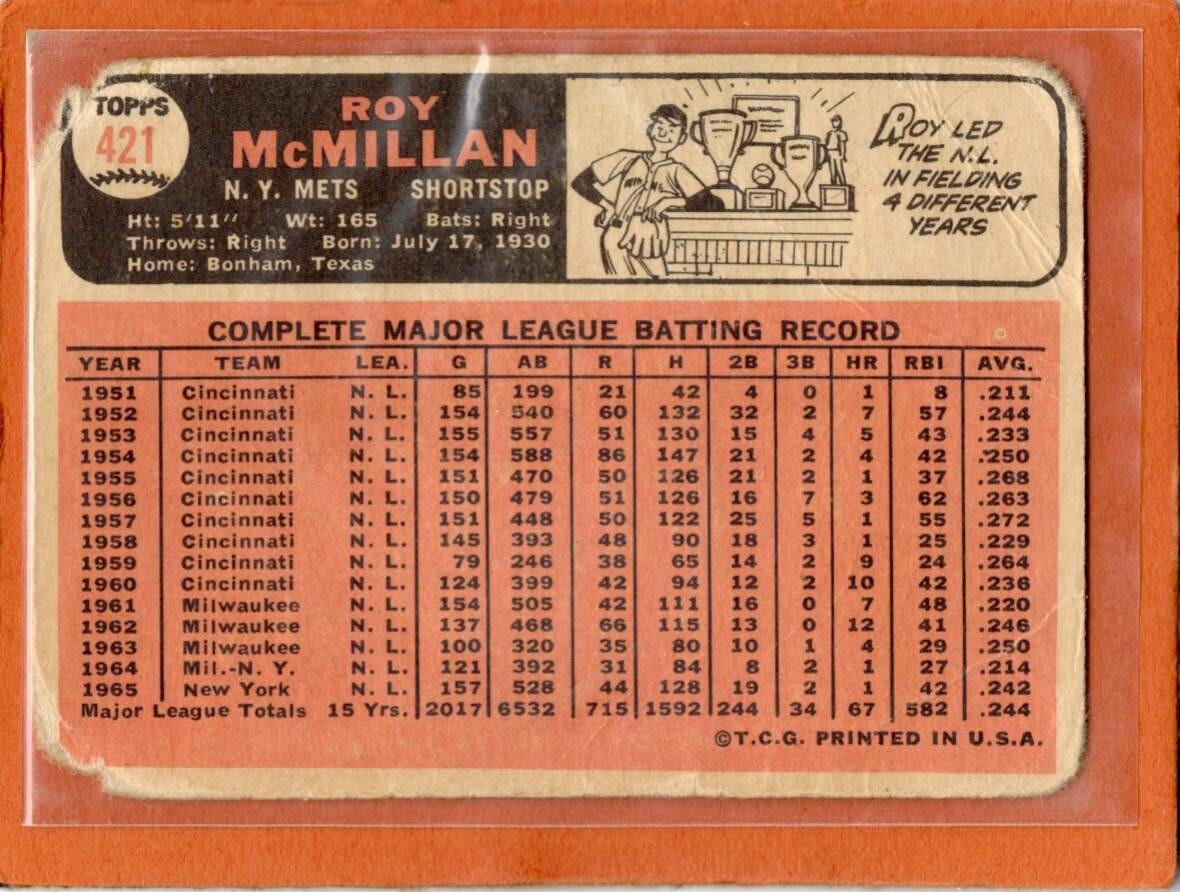 TOPPS
421
ROY
McMILLAN
N. Y. METS SHORTSTOP
Ht: 5'11" Wt: 165 Bats: Right
Throws: Right Born: July 17, 1930
Home: Bonham, Texas
ROY LED
THE N.L.
IN FIELDING
4 DIFFERENT
YEARS
COMPLETE MAJOR LEAGUE BATTING RECORD
YEAR TEAM LEA. G AB R H 2B 3B HR RBI AVG.
1951 Cincinnati N. L. 85 199 21 42 4 0 1 8 .211
1952 Cincinnati N. L. 154 540 60 132 32 2 7 57 .244
1953 Cincinnati N. L. 155 557 51 130 15 4 5 43 .233
1954 Cincinnati N. L. 154 588 86 147 21 2 4 42 .250
1955 Cincinnati N. L. 151 470 50 126 21 2 1 37 .268
1956 Cincinnati N. L. 150 479 51 126 16 7 3 62 .263
1957 Cincinnati N. L. 151 448 50 122 25 5 1 55 .272
1958 Cincinnati N. L. 145 393 48 90 18 3 1 25 .229
1959 Cincinnati N. L. 79 246 38 65 14 2 9 24 .264
1960 Cincinnati N. L. 124 399 42 94 12 2 10 42 .236
1961 Milwaukee N. L. 154 505 42 111 16 0 7 48 .220
1962 Milwaukee N. L. 137 468 66 115 13 0 12 41 .246
1963 Milwaukee N. L. 100 320 35 80 10 1 4 29 .250
1964 Mil.-N. Y. N. L. 121 392 31 84 8 2 1 27 .214
1965 New York N. L. 157 528 44 128 19 2 1 42 .242
Major League Totals 15 Yrs. 2017 6532 715 1592 244 34 67 582 .244
©T.C.G. PRINTED IN U.S.A.